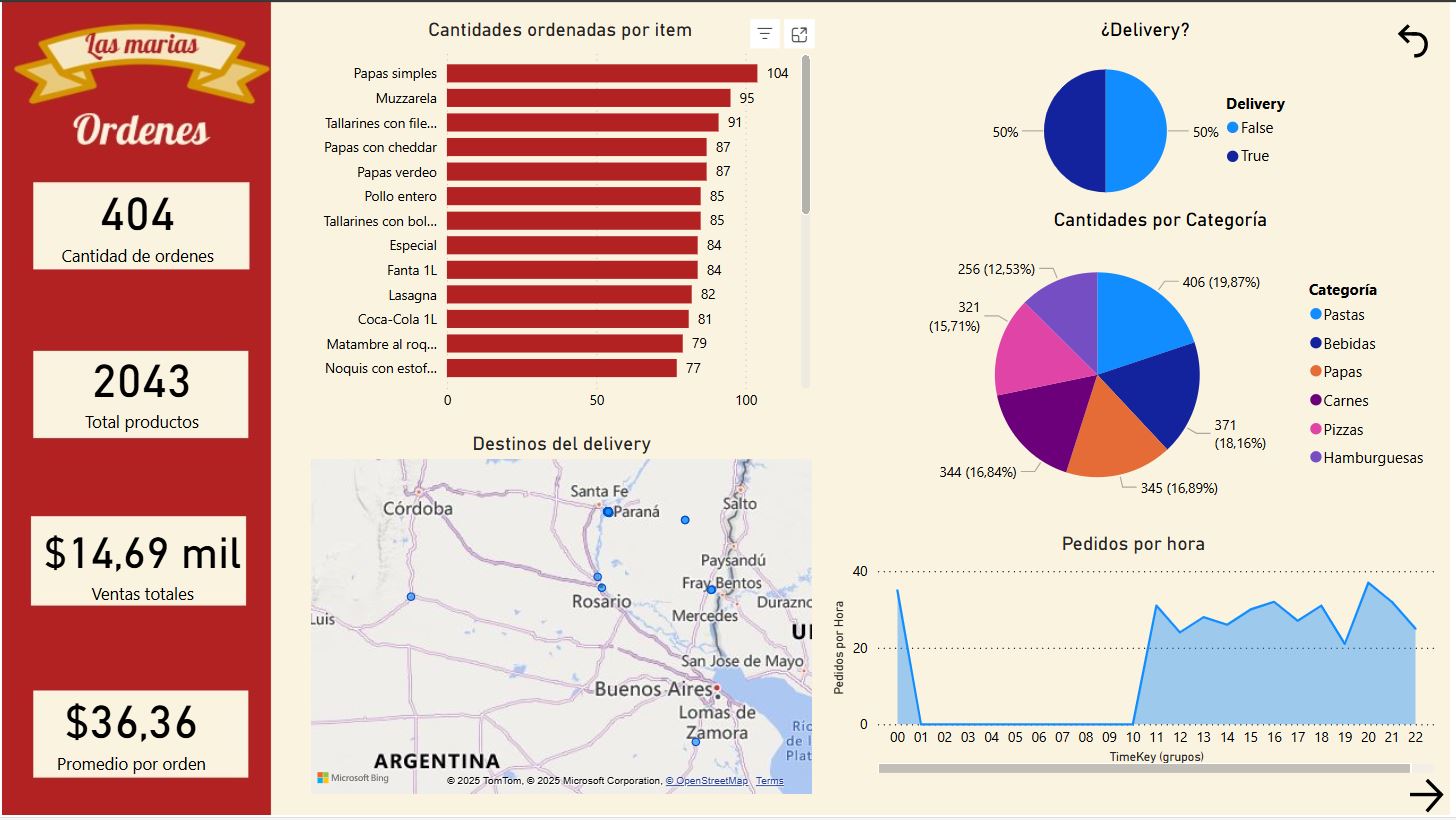 Las marias
Ordenes
404
Cantidad de ordenes
2043
Total productos
$14,69 mil
Ventas totales
$36,36
Promedio por orden
Cantidades ordenadas por item
Papas simples 104
Muzzarela 95
Tallarines con file... 91
Papas con cheddar 87
Papas verdeo 87
Pollo entero 85
Tallarines con bol... 85
Especial 84
Fanta 1L 84
Lasagna 82
Coca-Cola 1L 81
Matambre al roq... 79
Noquis con estof... 77
0 50 100
Destinos del delivery
Santa Fe
Córdoba
Paraná
Salto
Paysandú
Fray Bentos
Rosario
Mercedes
Durazno
Luis
U
San Jose de Mayo
Buenos Aires
Lomas de
Zamora
Río
de l
Plat
ARGENTINA
Microsoft Bing
© 2025 TomTom, © 2025 Microsoft Corporation, © OpenStreetMap Terms
¿Delivery?
50% 50%
Delivery
False
True
Cantidades por Categoría
256 (12,53%)
406 (19,87%)
321
(15,71%)
371
(18,16%)
344 (16,84%)
345 (16,89%)
Categoría
Pastas
Bebidas
Papas
Carnes
Pizzas
Hamburguesas
Pedidos por hora
Pedidos por Hora
40
20
0
00 01 02 03 04 05 06 07 08 09 10 11 12 13 14 15 16 17 18 19 20 21 22
TimeKey (grupos)